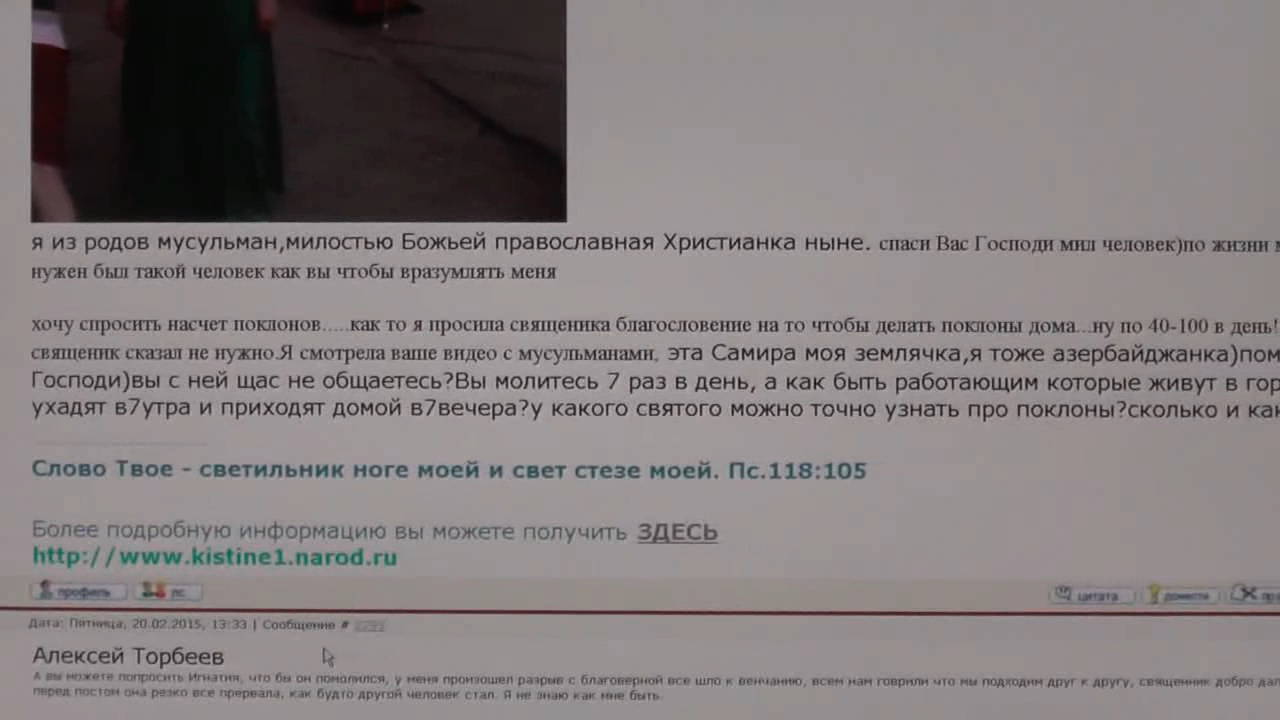 я из родов мусульман,милостью Божьей православная Христианка ныне. спаси Вас Господи мил человек)по жизни
нужен был такой человек как вы чтобы вразумлять меня
хочу спросить насчет поклонов.....как то я просила священика благословение на то чтобы делать поклоны дома...ну по 40-100 в день!
священик сказал не нужно.Я смотрела ваше видео с мусульманами, эта Самира моя землячка,я тоже азербайджанка)пом
Господи)вы с ней щас не общаетесь?Вы молитесь 7 раз в день, а как быть работающим которые живут в гор
ухадят в7утра и приходят домой в7вечера?у какого святого можно точно узнать про поклоны?сколько и как
Слово Твое - светильник ноге моей и свет стезе моей. Пс.118:105
Более подробную информацию вы можете получить ЗДЕСЬ
http://www.kistine1.narod.ru
профиль лс цитата
Дата: Пятница, 20.02.2015, 13:33 | Сообщение #
Алексей Торбеев
А вы можете попросить Игнатия, что бы он помолился, у меня произошел разрыв с благоверной все шло к венчанию, всем нам говрили что мы подходим друг к другу, священник добро дал
перед постом она резко все прервала, как будто другой человек стал. Я не знаю как мне быть.